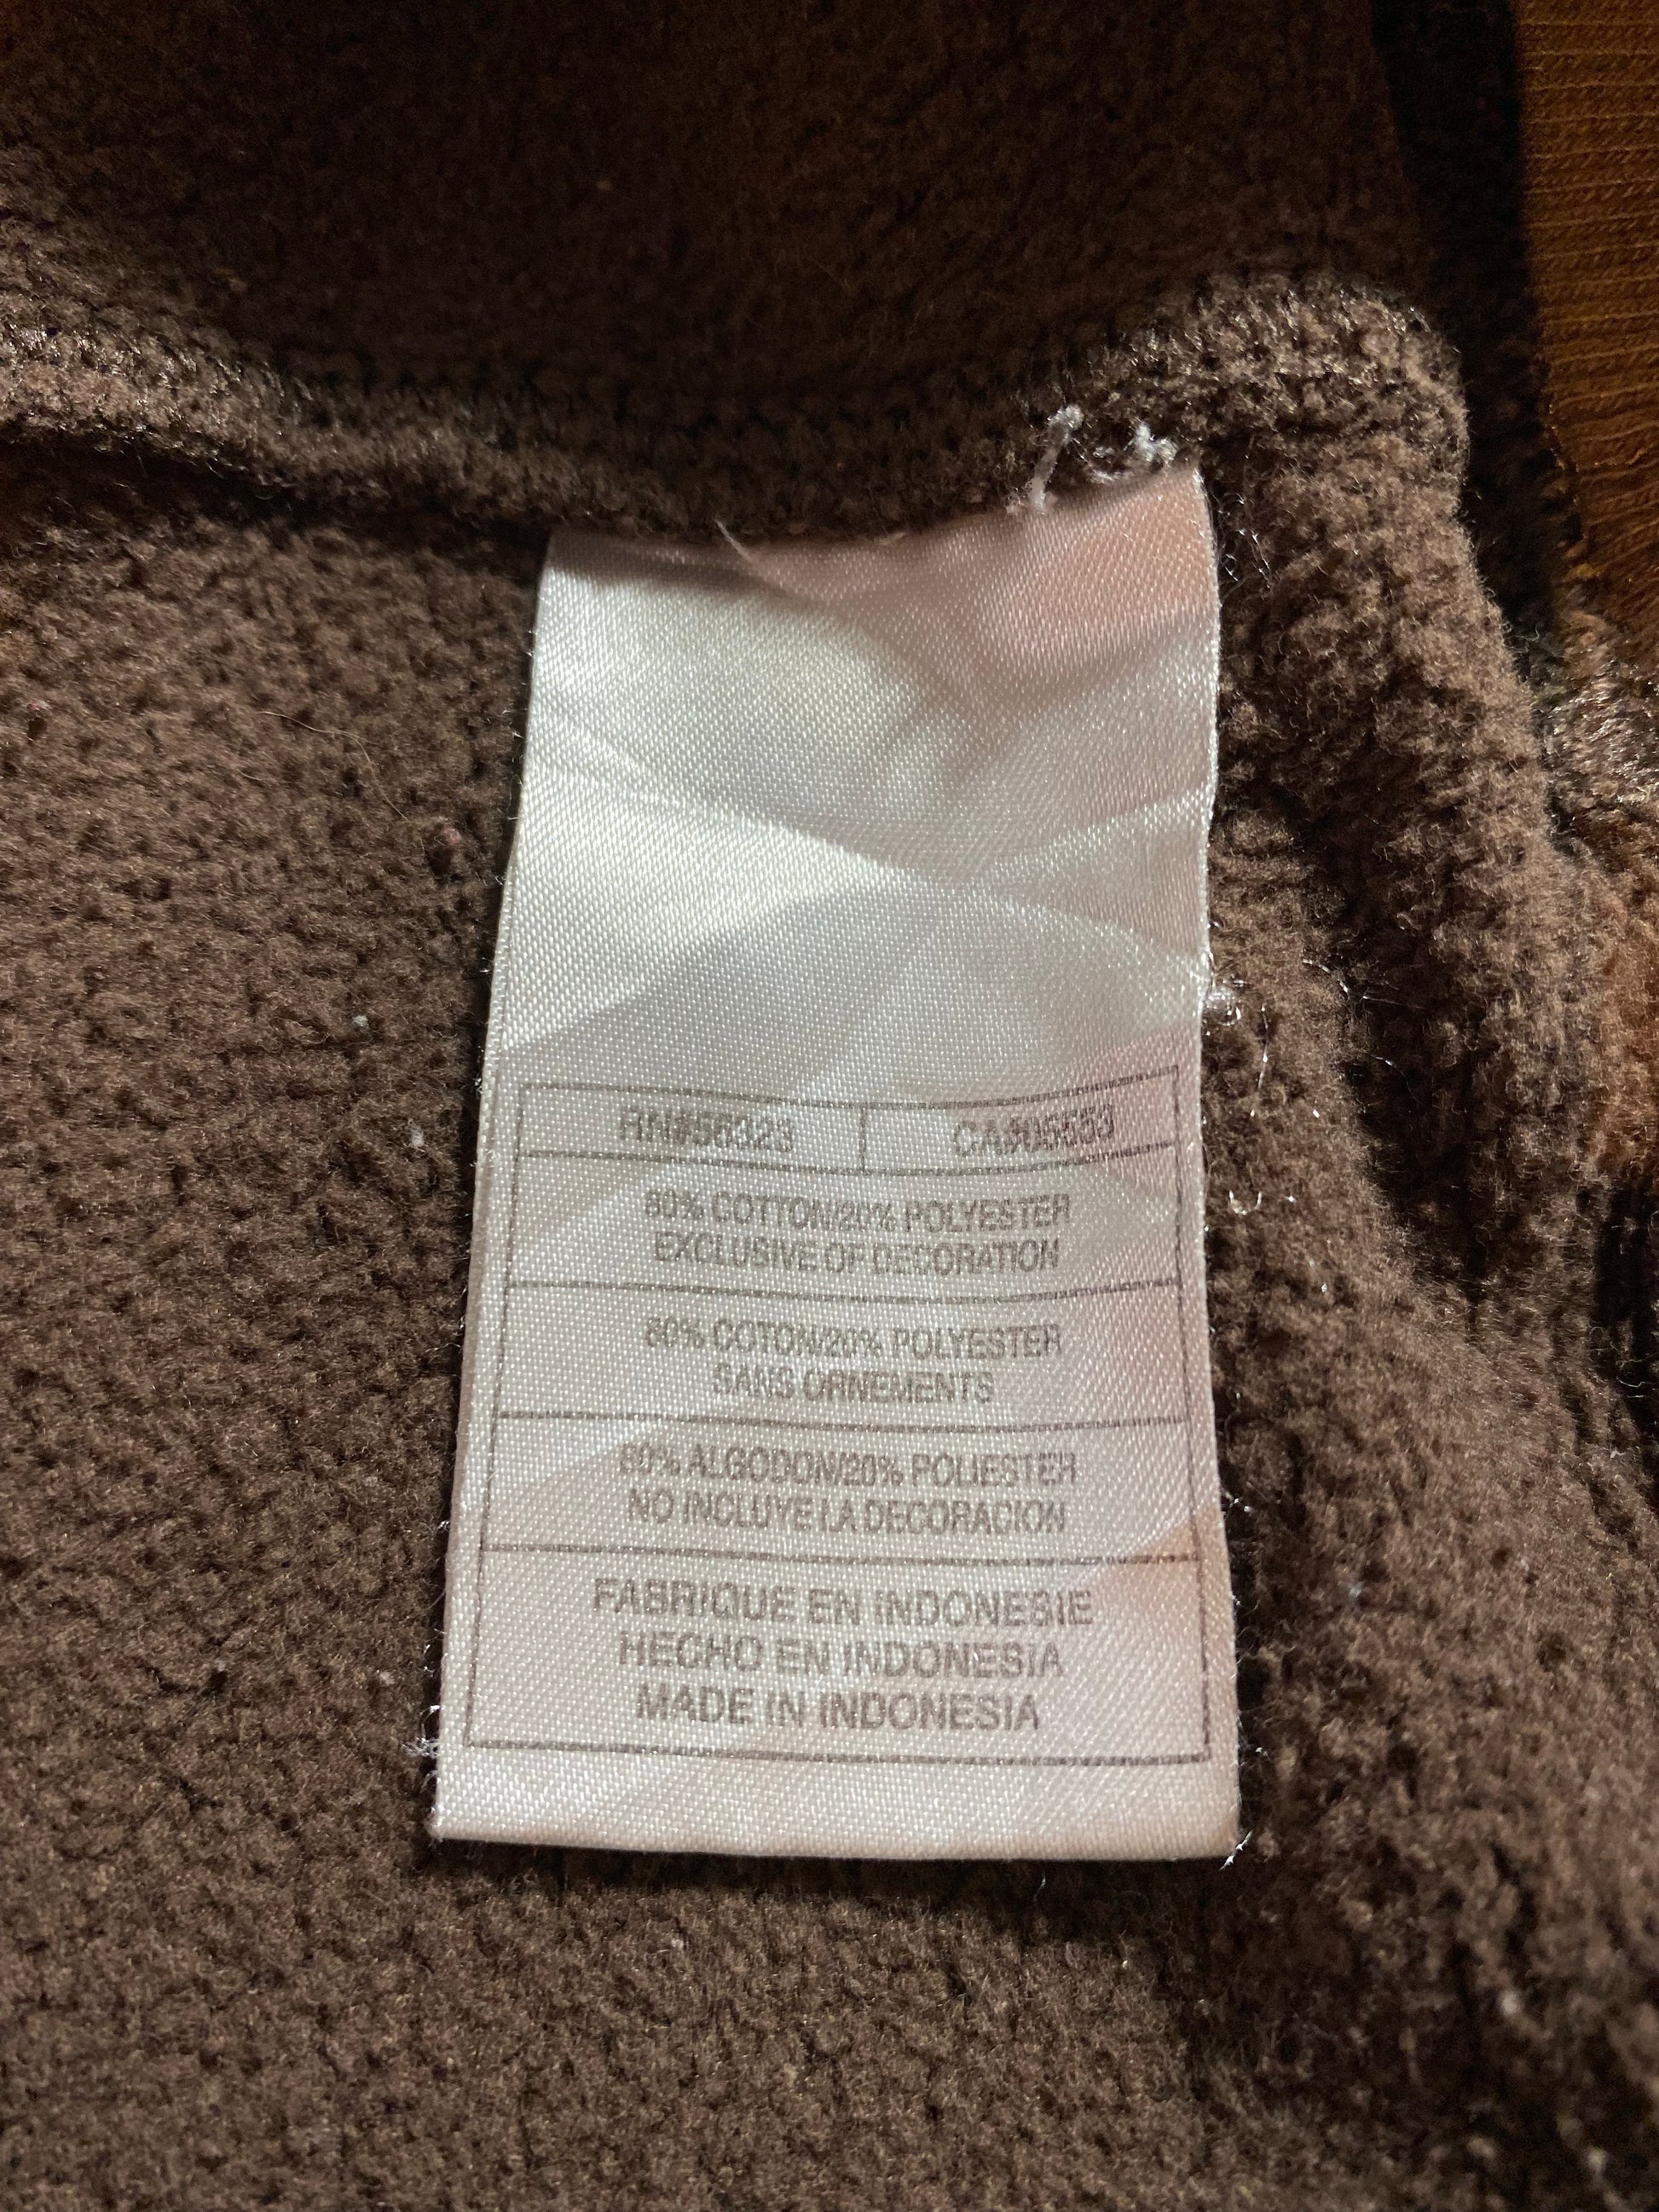 RN#56323 CA#05553
80% COTTON/20% POLYESTER
EXCLUSIVE OF DECORATION
80% COTON/20% POLYESTER
SANS ORNEMENTS
80% ALGODON/20% POLIESTER
NO INCLUYE LA DECORACION
FABRIQUE EN INDONESIE
HECHO EN INDONESIA
MADE IN INDONESIA